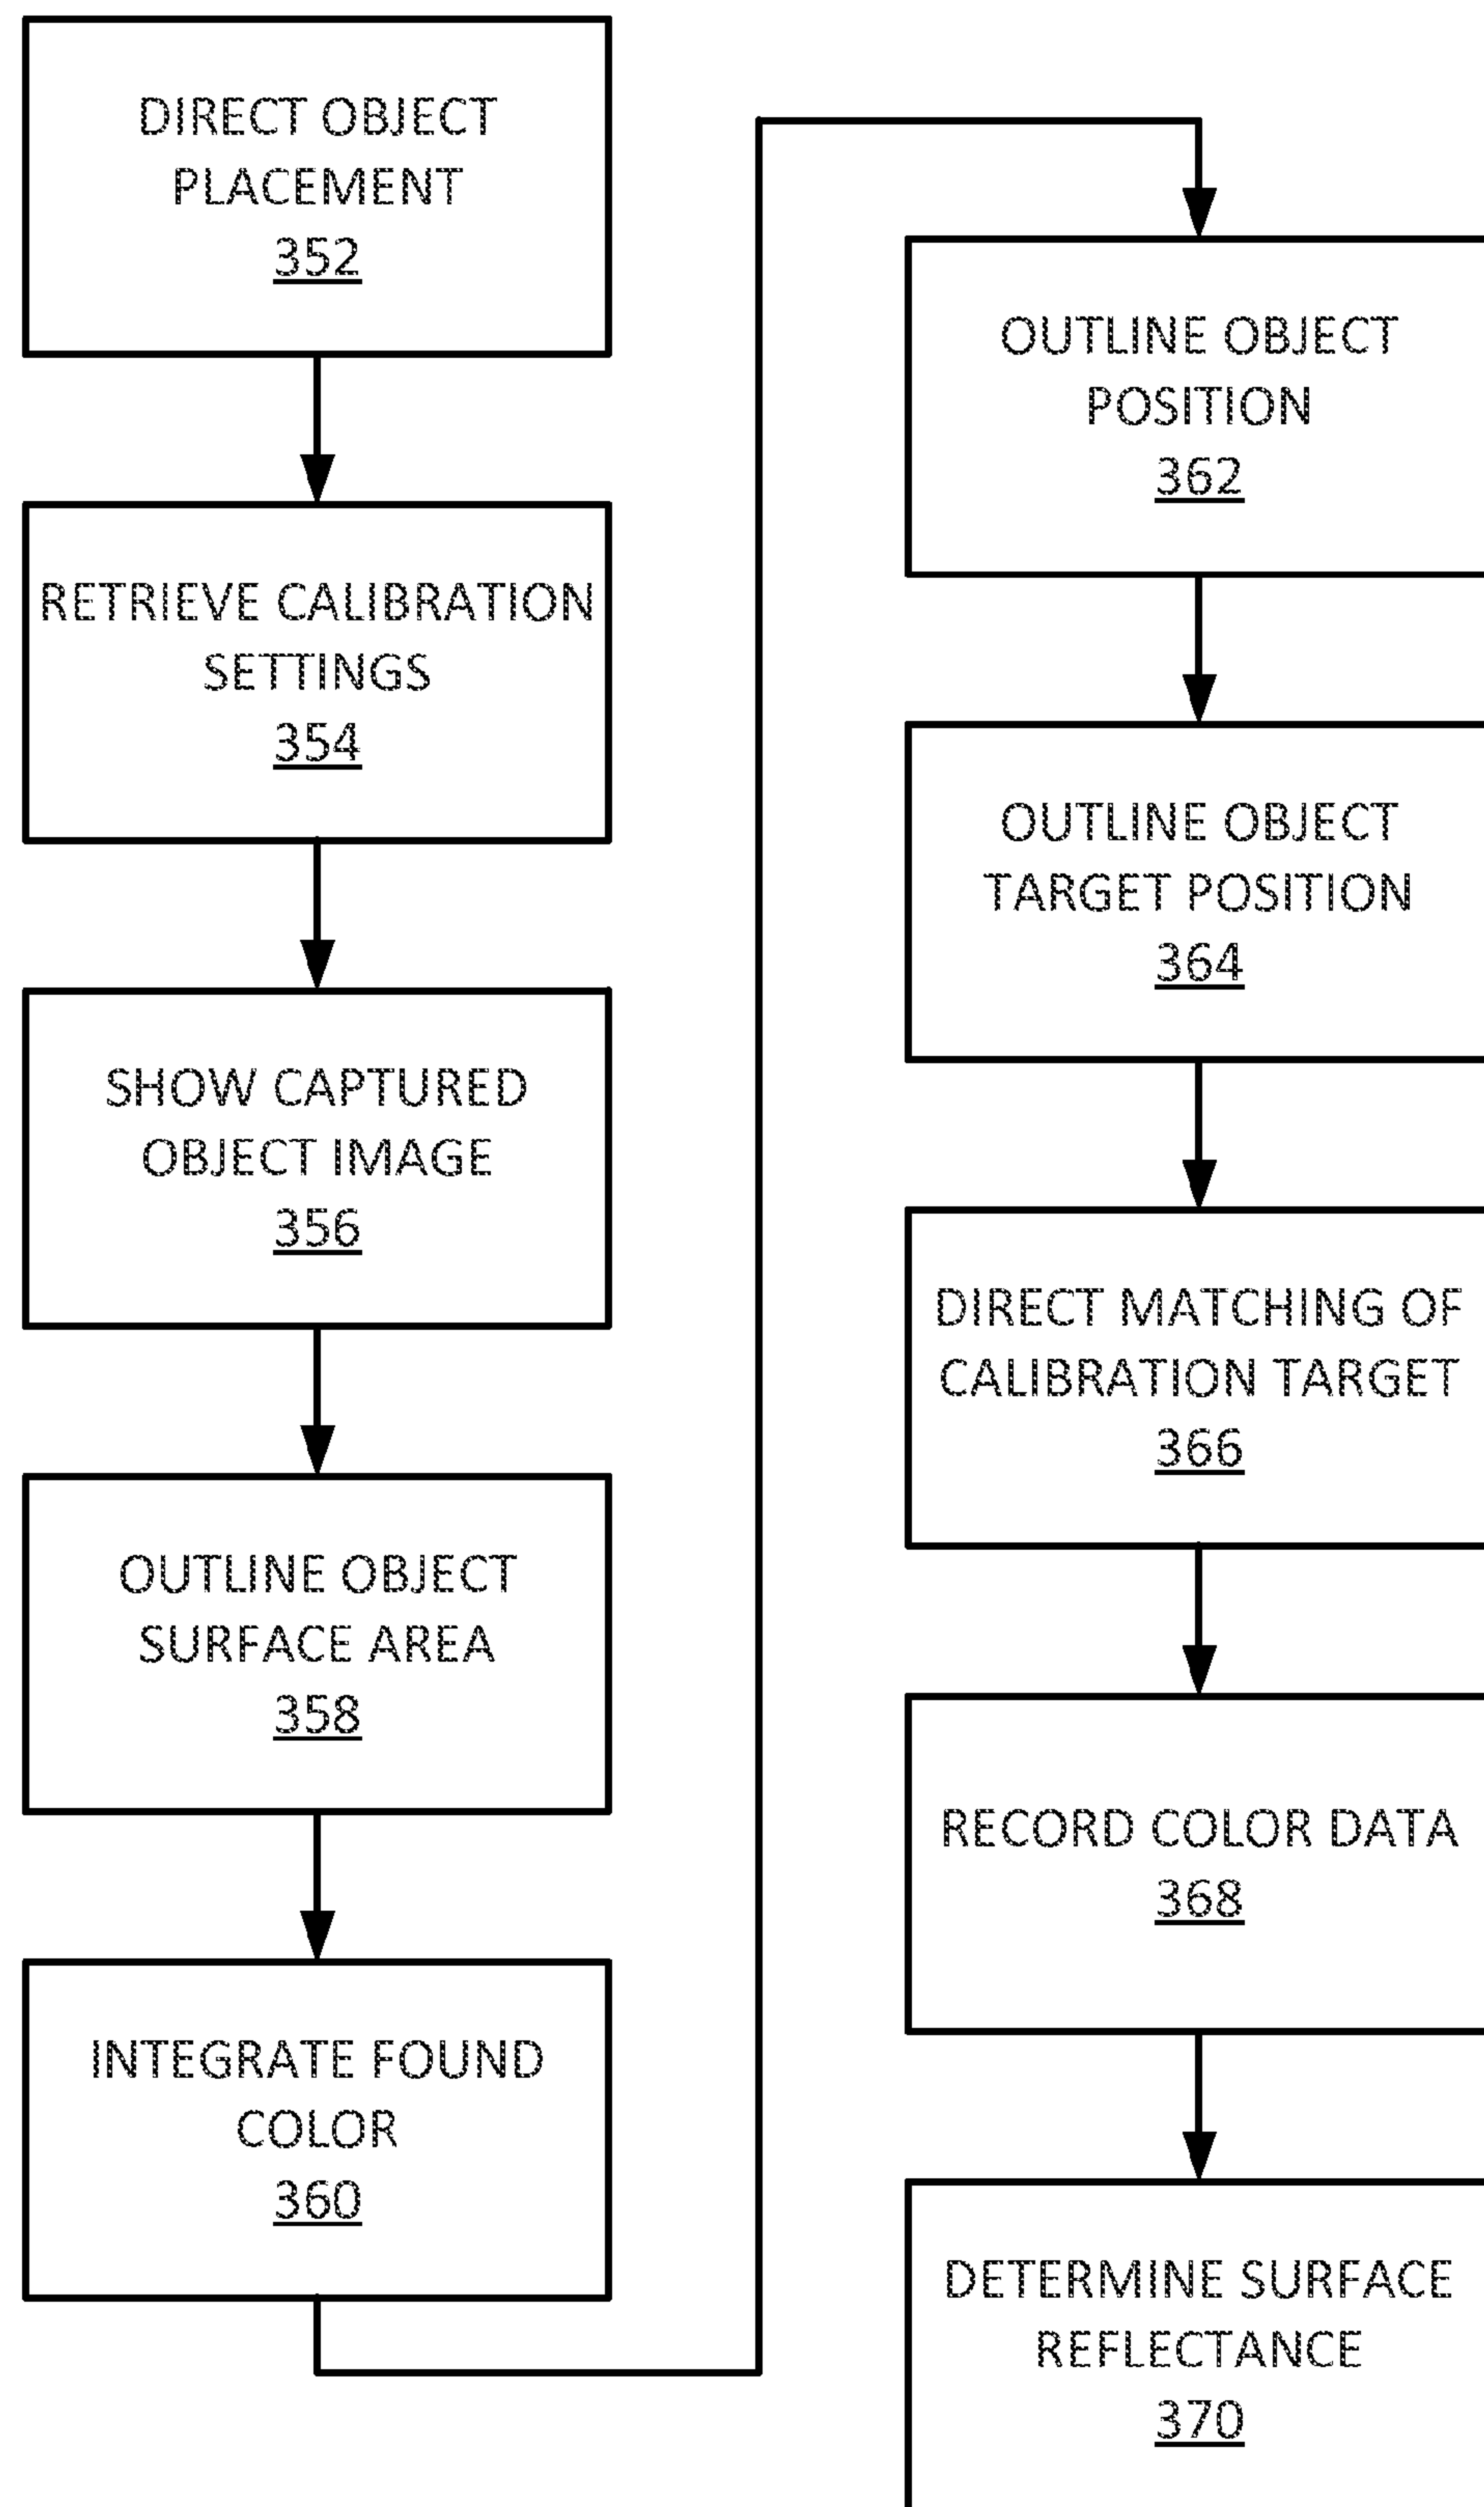 DIRECT OBJECT
PLACEMENT
352
RETRIEVE CALIBRATION
SETTINGS
354
SHOW CAPTURED
OBJECT IMAGE
356
OUTLINE OBJECT
SURFACE AREA
358
INTEGRATE FOUND
COLOR
360
OUTLINE OBJECT
POSITION
362
OUTLINE OBJECT
TARGET POSITION
364
DIRECT MATCHING OF
CALIBRATION TARGET
366
RECORD COLOR DATA
368
DETERMINE SURFACE
REFLECTANCE
370